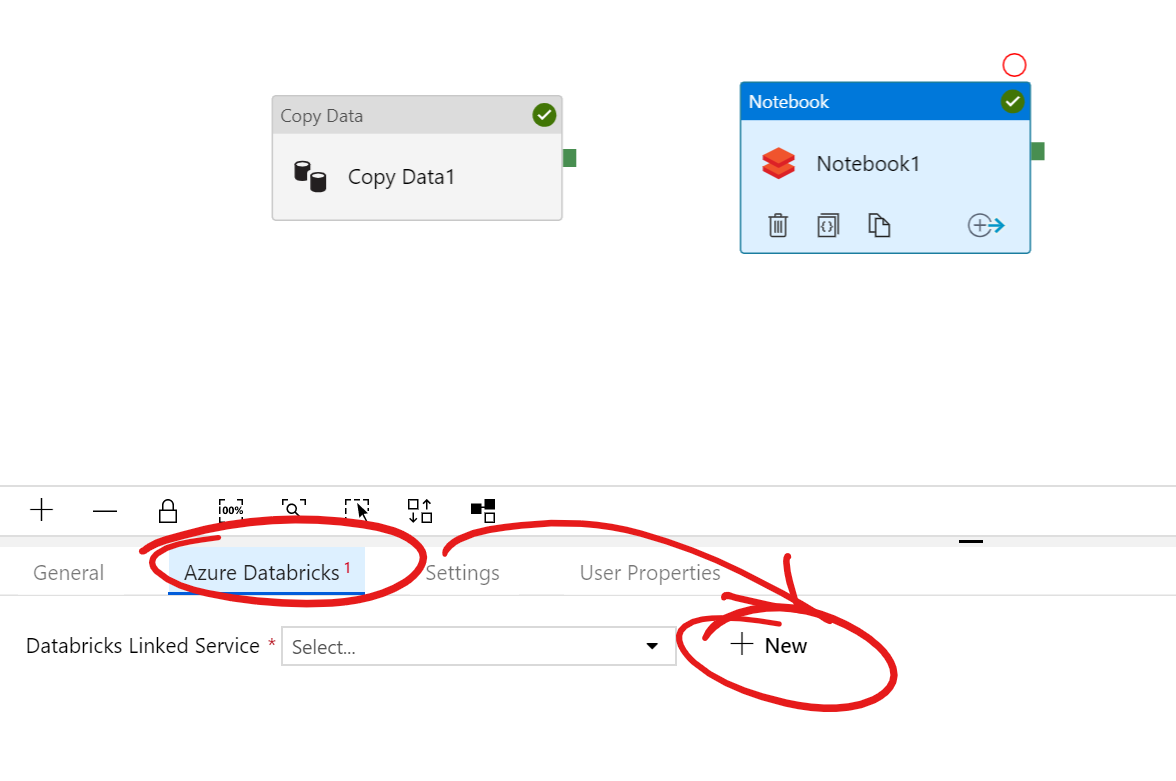 Copy Data
Notebook
Copy Data1
Notebook1
{}
100%
General
Azure Databricks 1
Settings
User Properties
Databricks Linked Service *
Select...
New